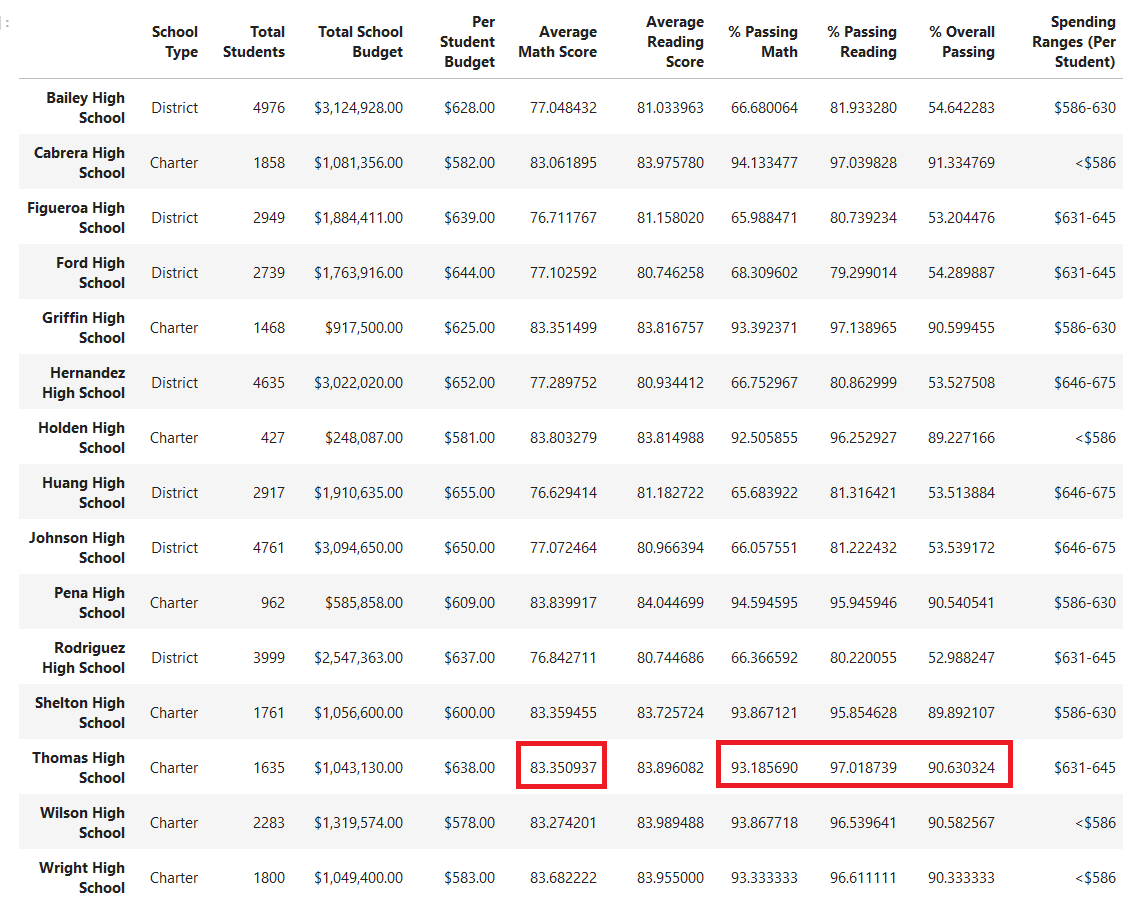 School Type Total Students Total School Budget Per Student Budget Average Math Score Average Reading Score % Passing Math % Passing Reading % Overall Passing Spending Ranges (Per Student)
Bailey High School District 4976 $3,124,928.00 $628.00 77.048432 81.033963 66.680064 81.933280 54.642283 $586-630
Cabrera High School Charter 1858 $1,081,356.00 $582.00 83.061895 83.975780 94.133477 97.039828 91.334769 <$586
Figueroa High School District 2949 $1,884,411.00 $639.00 76.711767 81.158020 65.988471 80.739234 53.204476 $631-645
Ford High School District 2739 $1,763,916.00 $644.00 77.102592 80.746258 68.309602 79.299014 54.289887 $631-645
Griffin High School Charter 1468 $917,500.00 $625.00 83.351499 83.816757 93.392371 97.138965 90.599455 $586-630
Hernandez High School District 4635 $3,022,020.00 $652.00 77.289752 80.934412 66.752967 80.862999 53.527508 $646-675
Holden High School Charter 427 $248,087.00 $581.00 83.803279 83.814988 92.505855 96.252927 89.227166 <$586
Huang High School District 2917 $1,910,635.00 $655.00 76.629414 81.182722 65.683922 81.316421 53.513884 $646-675
Johnson High School District 4761 $3,094,650.00 $650.00 77.072464 80.966394 66.057551 81.222432 53.539172 $646-675
Pena High School Charter 962 $585,858.00 $609.00 83.839917 84.044699 94.594595 95.945946 90.540541 $586-630
Rodriguez High School District 3999 $2,547,363.00 $637.00 76.842711 80.744686 66.366592 80.220055 52.988247 $631-645
Shelton High School Charter 1761 $1,056,600.00 $600.00 83.359455 83.725724 93.867121 95.854628 89.892107 $586-630
Thomas High School Charter 1635 $1,043,130.00 $638.00 83.350937 83.896082 93.185690 97.018739 90.630324 $631-645
Wilson High School Charter 2283 $1,319,574.00 $578.00 83.274201 83.989488 93.867718 96.539641 90.582567 <$586
Wright High School Charter 1800 $1,049,400.00 $583.00 83.682222 83.955000 93.333333 96.611111 90.333333 <$586